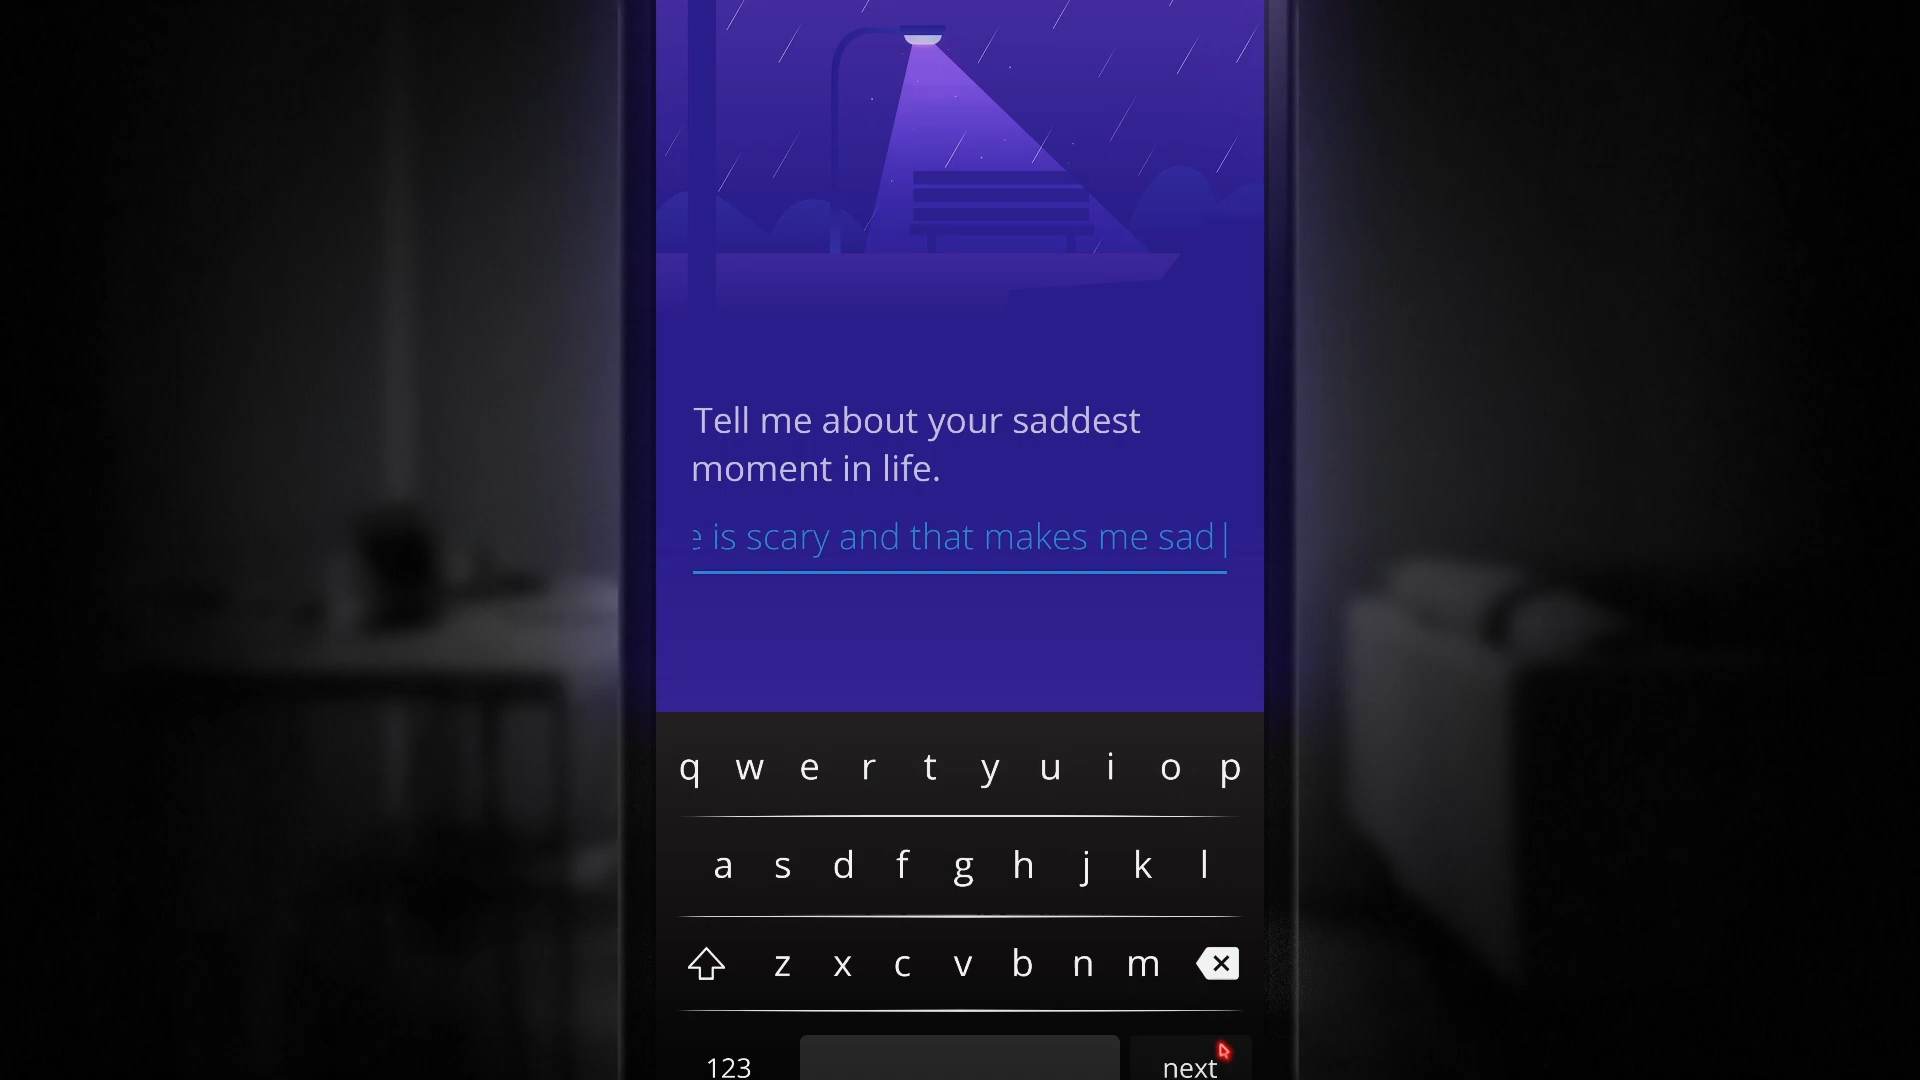 Tell me about your saddest
moment in life.
is scary and that makes me sad|
q w e r t y u i o p
a s d f g h j k l
z x c v b n m
123 next